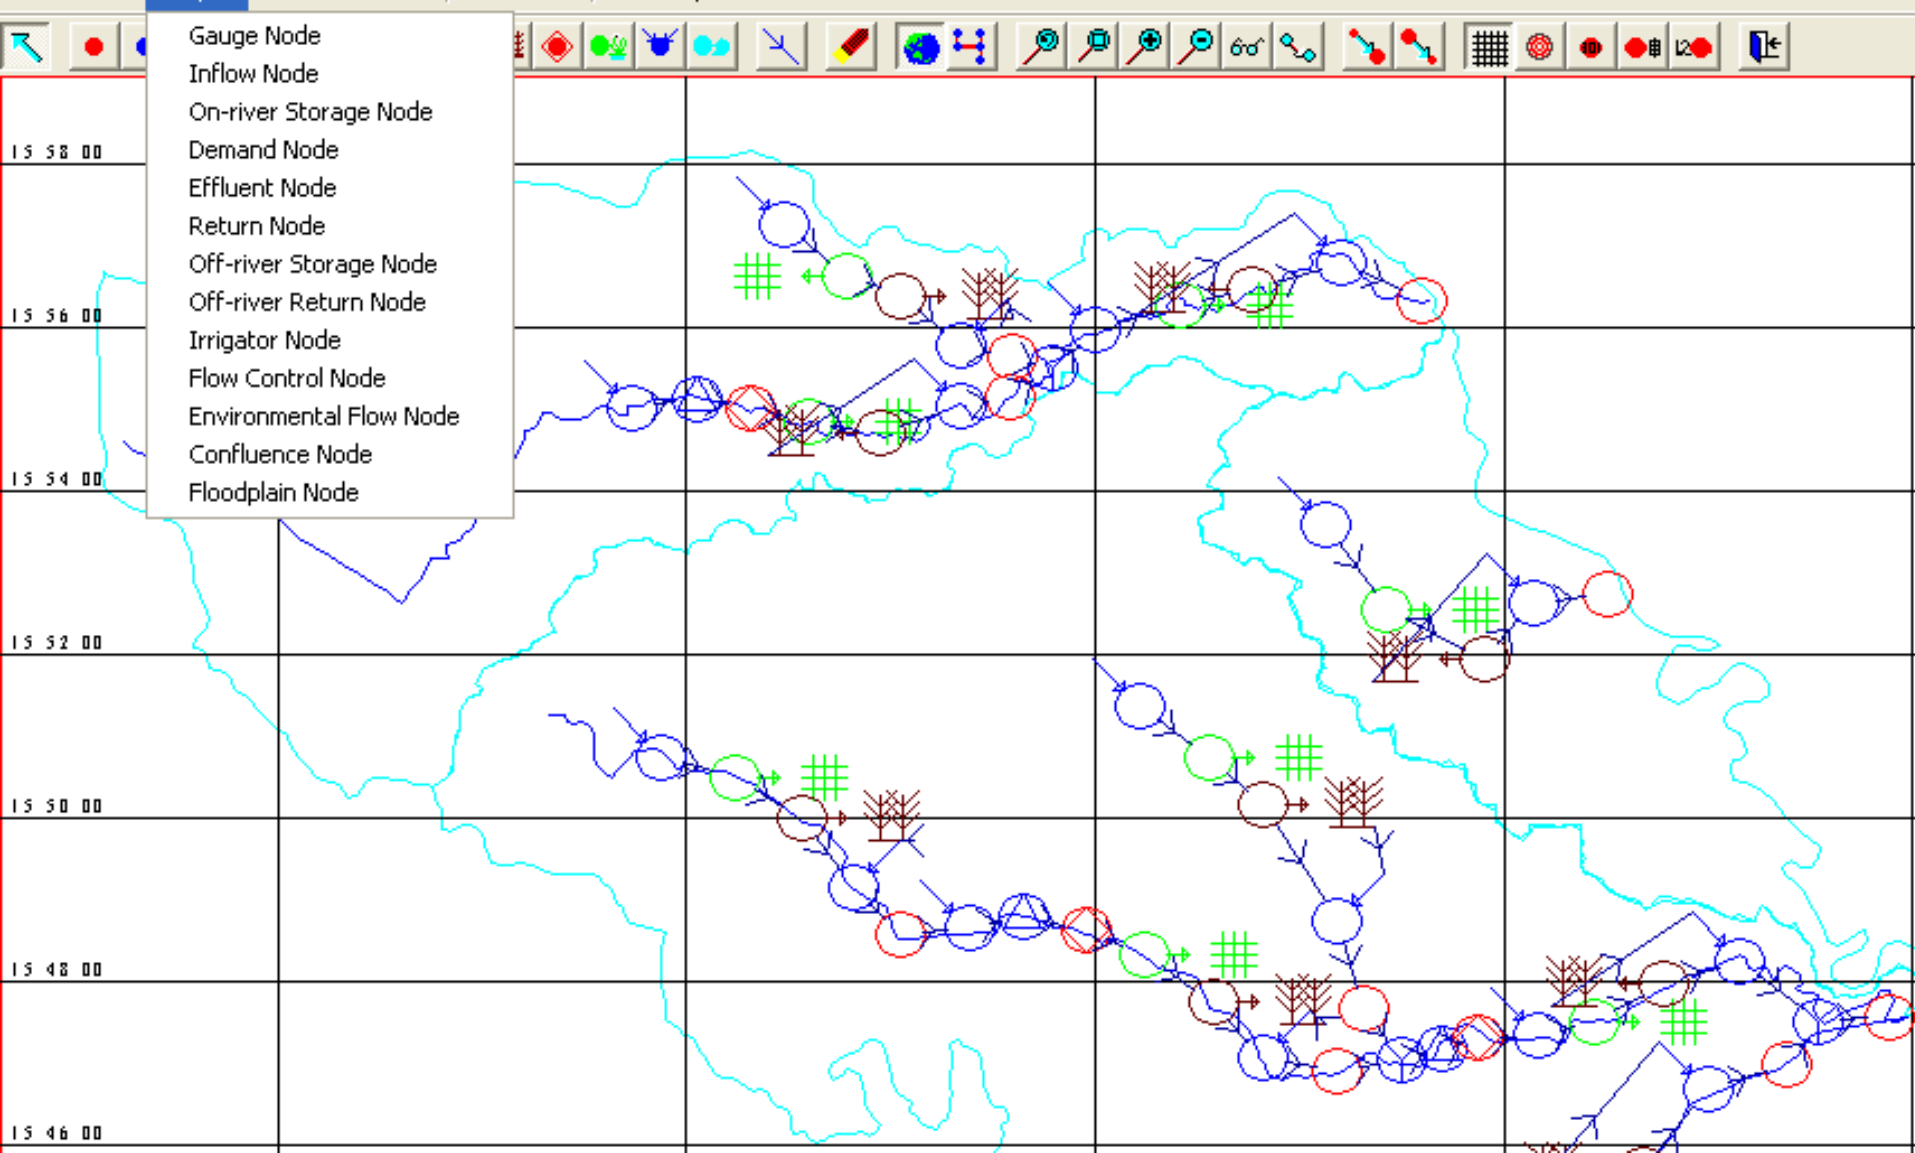 Gauge Node
Inflow Node
On-river Storage Node
Demand Node
Effluent Node
Return Node
Off-river Storage Node
Off-river Return Node
Irrigator Node
Flow Control Node
Environmental Flow Node
Confluence Node
Floodplain Node
15 58 00
15 56 00
15 54 00
15 52 00
15 50 00
15 48 00
15 46 00